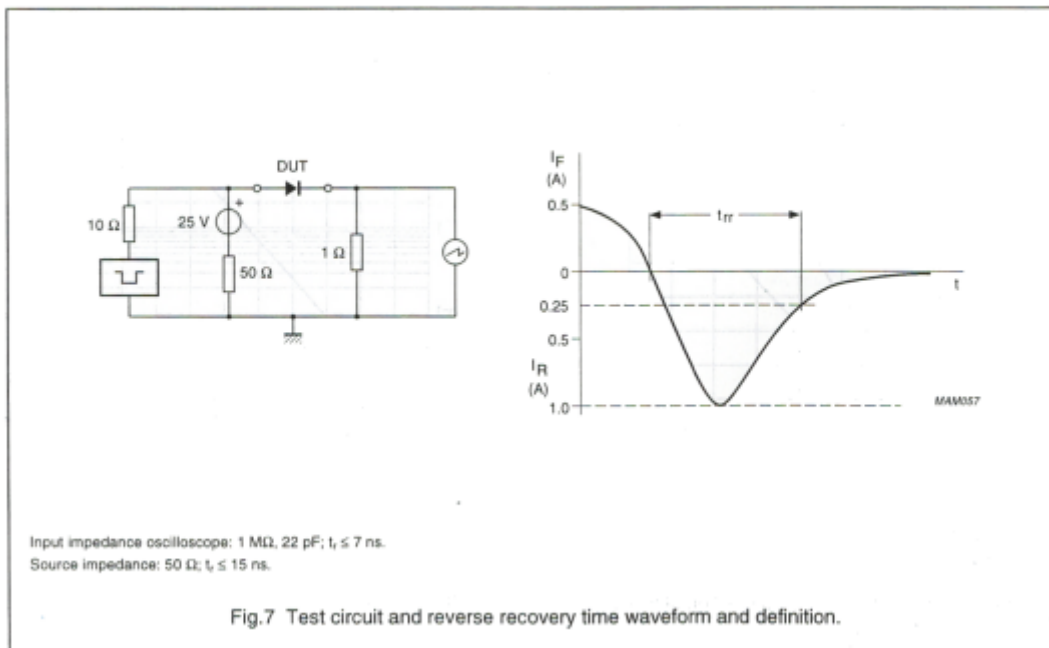 DUT
+
10 Ω
25 V
50 Ω
1 Ω
I_F
(A)
0.5
t_rr
0
t
0.25
0.5
I_R
(A)
1.0
MAM057
Input impedance oscilloscope: 1 MΩ, 22 pF; t_r ≤ 7 ns.
Source impedance: 50 Ω; t_r ≤ 15 ns.
Fig.7 Test circuit and reverse recovery time waveform and definition.